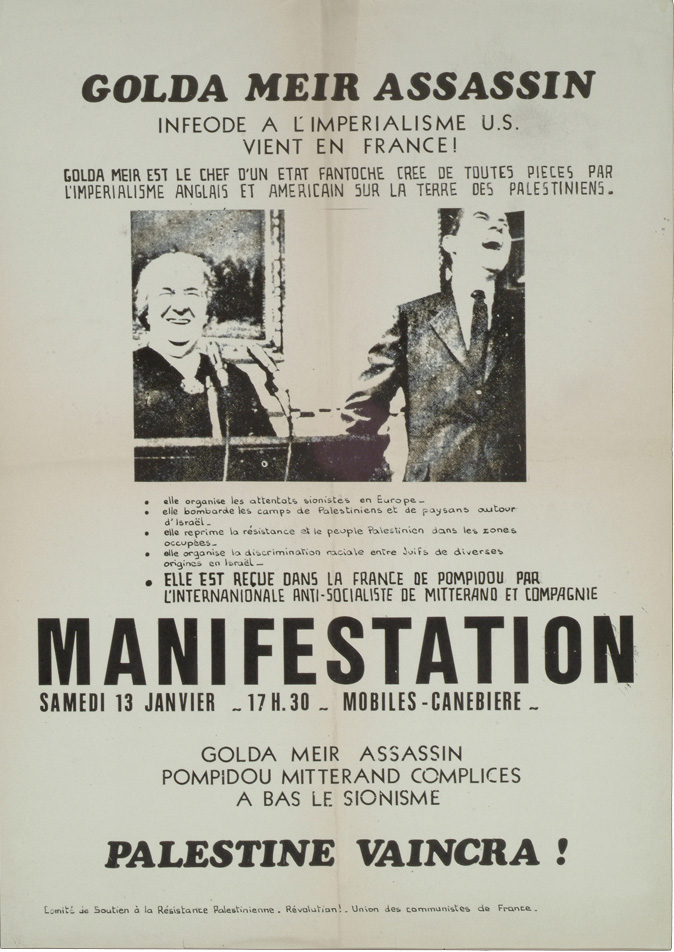 GOLDA MEIR ASSASSIN
INFEODE A L'IMPERIALISME U.S.
VIENT EN FRANCE!
GOLDA MEIR EST LE CHEF D'UN ETAT FANTOCHE CREE DE TOUTES PIECES PAR
L'IMPERIALISME ANGLAIS ET AMERICAIN SUR LA TERRE DES PALESTINIENS.
• elle organise les attentats sionistes en Europe_
• elle bombarde les camps de Palestiniens et de paysans autour
d'Israël_
• elle reprime la résistance et le peuple Palestinien dans les zones
occupées_
• elle organise la discrimination raciale entre Juifs de diverses
origines en Israël_
• ELLE EST REÇUE DANS LA FRANCE DE POMPIDOU PAR
L'INTERNANIONALE ANTI-SOCIALISTE DE MITTERAND ET COMPAGNIE
MANIFESTATION
SAMEDI 13 JANVIER _ 17H.30 _ MOBILES-CANEBIERE _
GOLDA MEIR ASSASSIN
POMPIDOU MITTERAND COMPLICES
A BAS LE SIONISME
PALESTINE VAINCRA !
Comité de Soutien à la Résistance Palestinienne. Révolution!. Union des communistes de France.